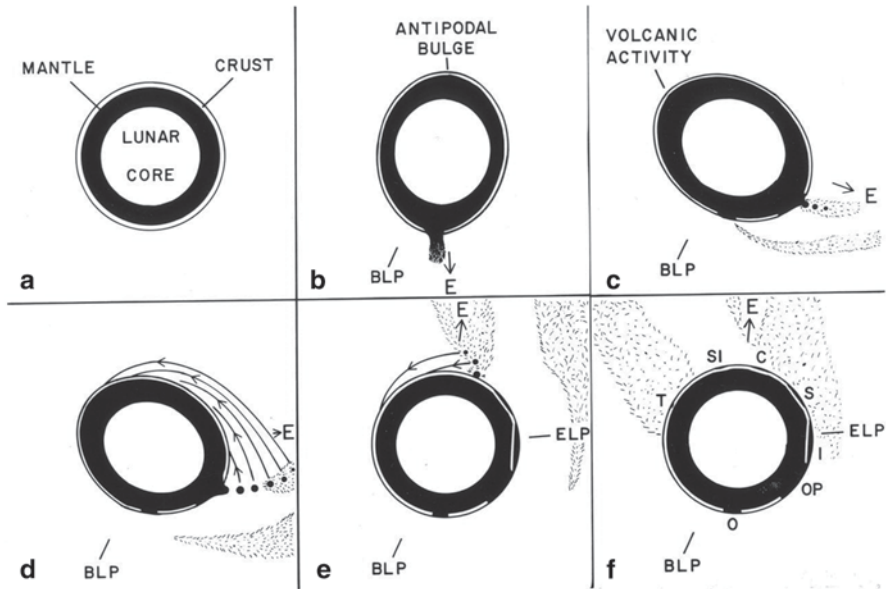 MANTLE
CRUST
LUNAR
CORE
a
ANTIPODAL
BULGE
BLP
E
b
VOLCANIC
ACTIVITY
E
BLP
c
E
BLP
d
E
ELP
BLP
e
E
SI
C
T
S
ELP
I
OP
O
BLP
f